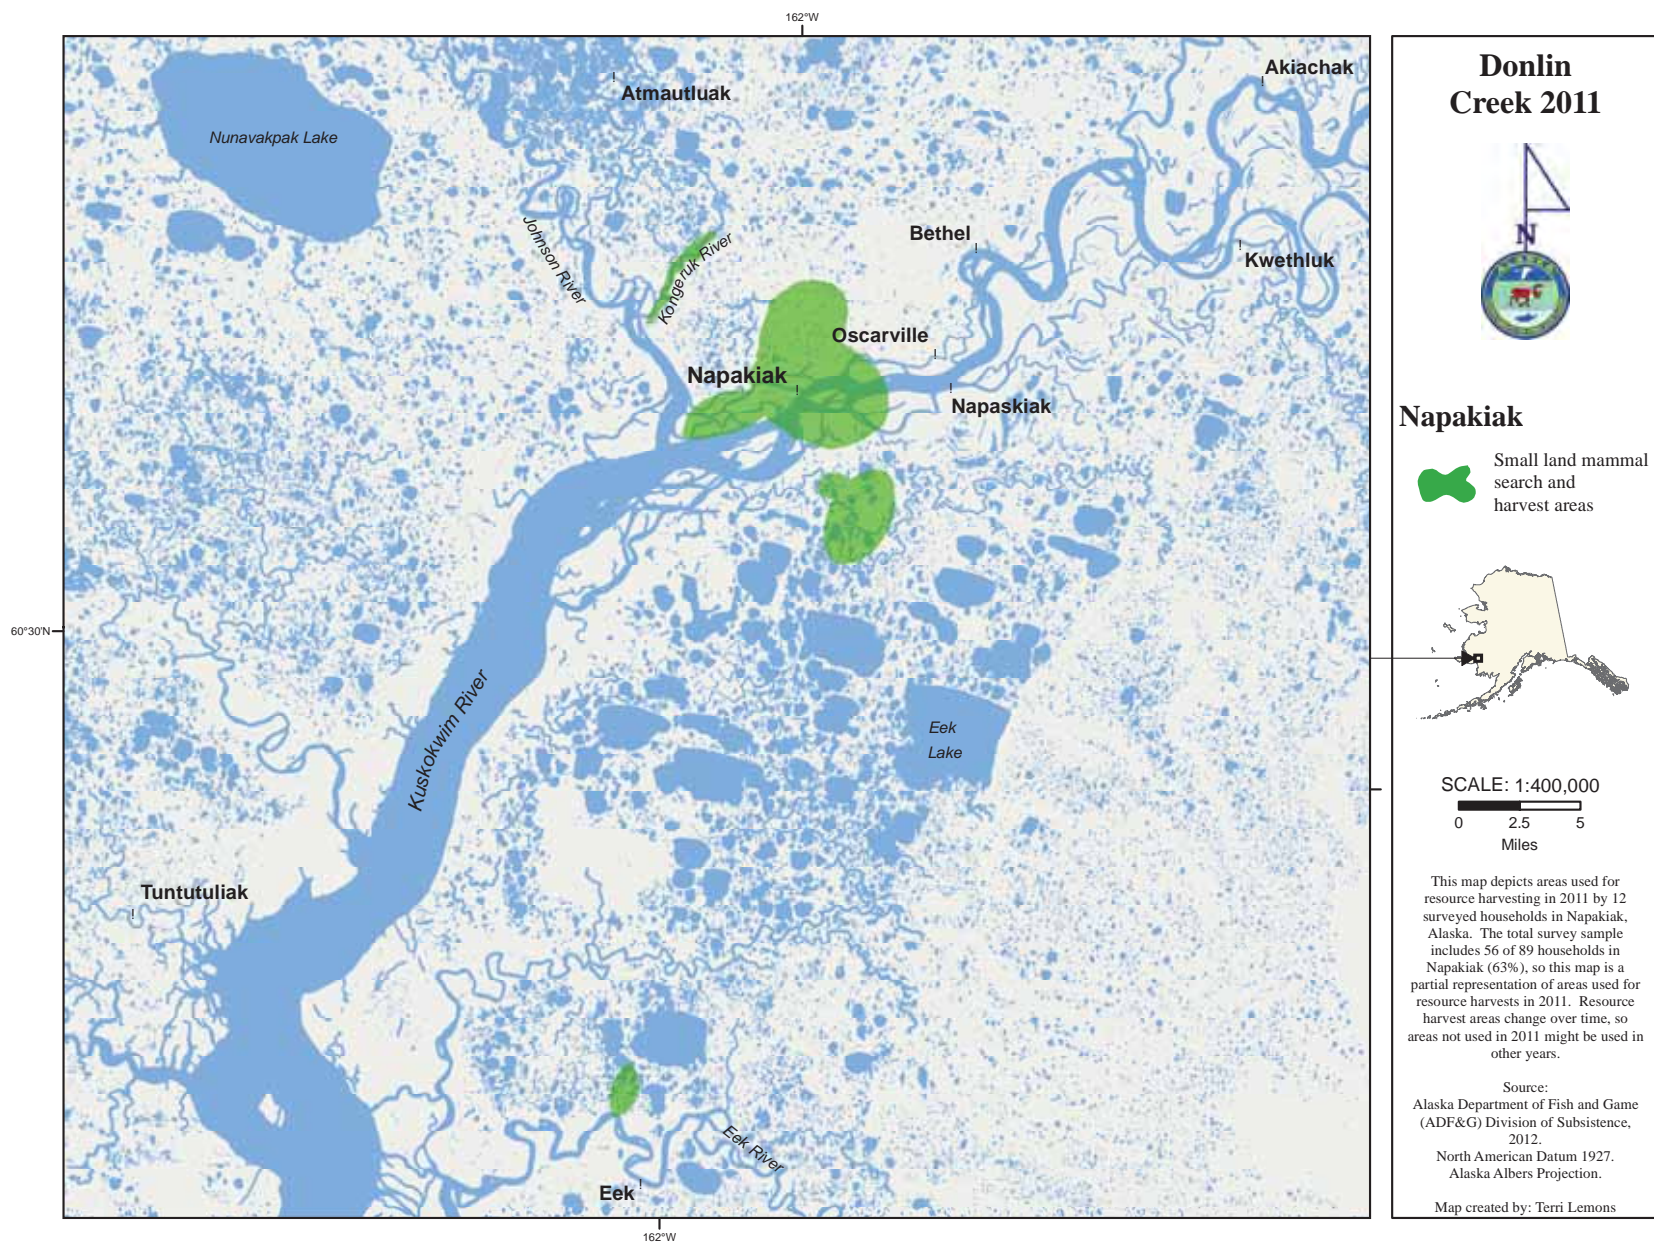 162°W
Akiachak
Atmautluak
Nunavakpak Lake
Johnson River
Kongeruk River
Bethel
Kwethluk
Oscarville
Napakiak
Napaskiak
60°30'N
Kuskokwim River
Eek
Lake
Tuntutuliak
Eek River
Eek
162°W
Donlin
Creek 2011
N
Napakiak
Small land mammal
search and
harvest areas
SCALE: 1:400,000
0 2.5 5
Miles
This map depicts areas used for
resource harvesting in 2011 by 12
surveyed households in Napakiak,
Alaska. The total survey sample
includes 56 of 89 households in
Napakiak (63%), so this map is a
partial representation of areas used for
resource harvests in 2011. Resource
harvest areas change over time, so
areas not used in 2011 might be used in
other years.
Source:
Alaska Department of Fish and Game
(ADF&G) Division of Subsistence,
2012.
North American Datum 1927.
Alaska Albers Projection.
Map created by: Terri Lemons